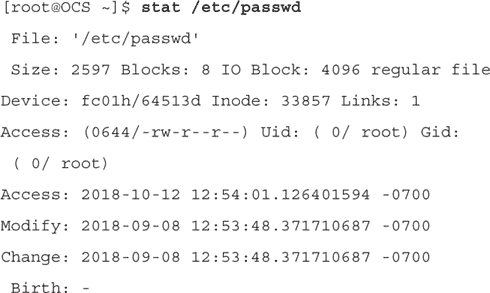 [root@OCS ~]$ stat /etc/passwd
File: '/etc/passwd'
Size: 2597 Blocks: 8 IO Block: 4096 regular file
Device: fc01h/64513d Inode: 33857 Links: 1
Access: (0644/-rw-r--r--) Uid: ( 0/ root) Gid:
( 0/ root)
Access: 2018-10-12 12:54:01.126401594 -0700
Modify: 2018-09-08 12:53:48.371710687 -0700
Change: 2018-09-08 12:53:48.371710687 -0700
Birth: -